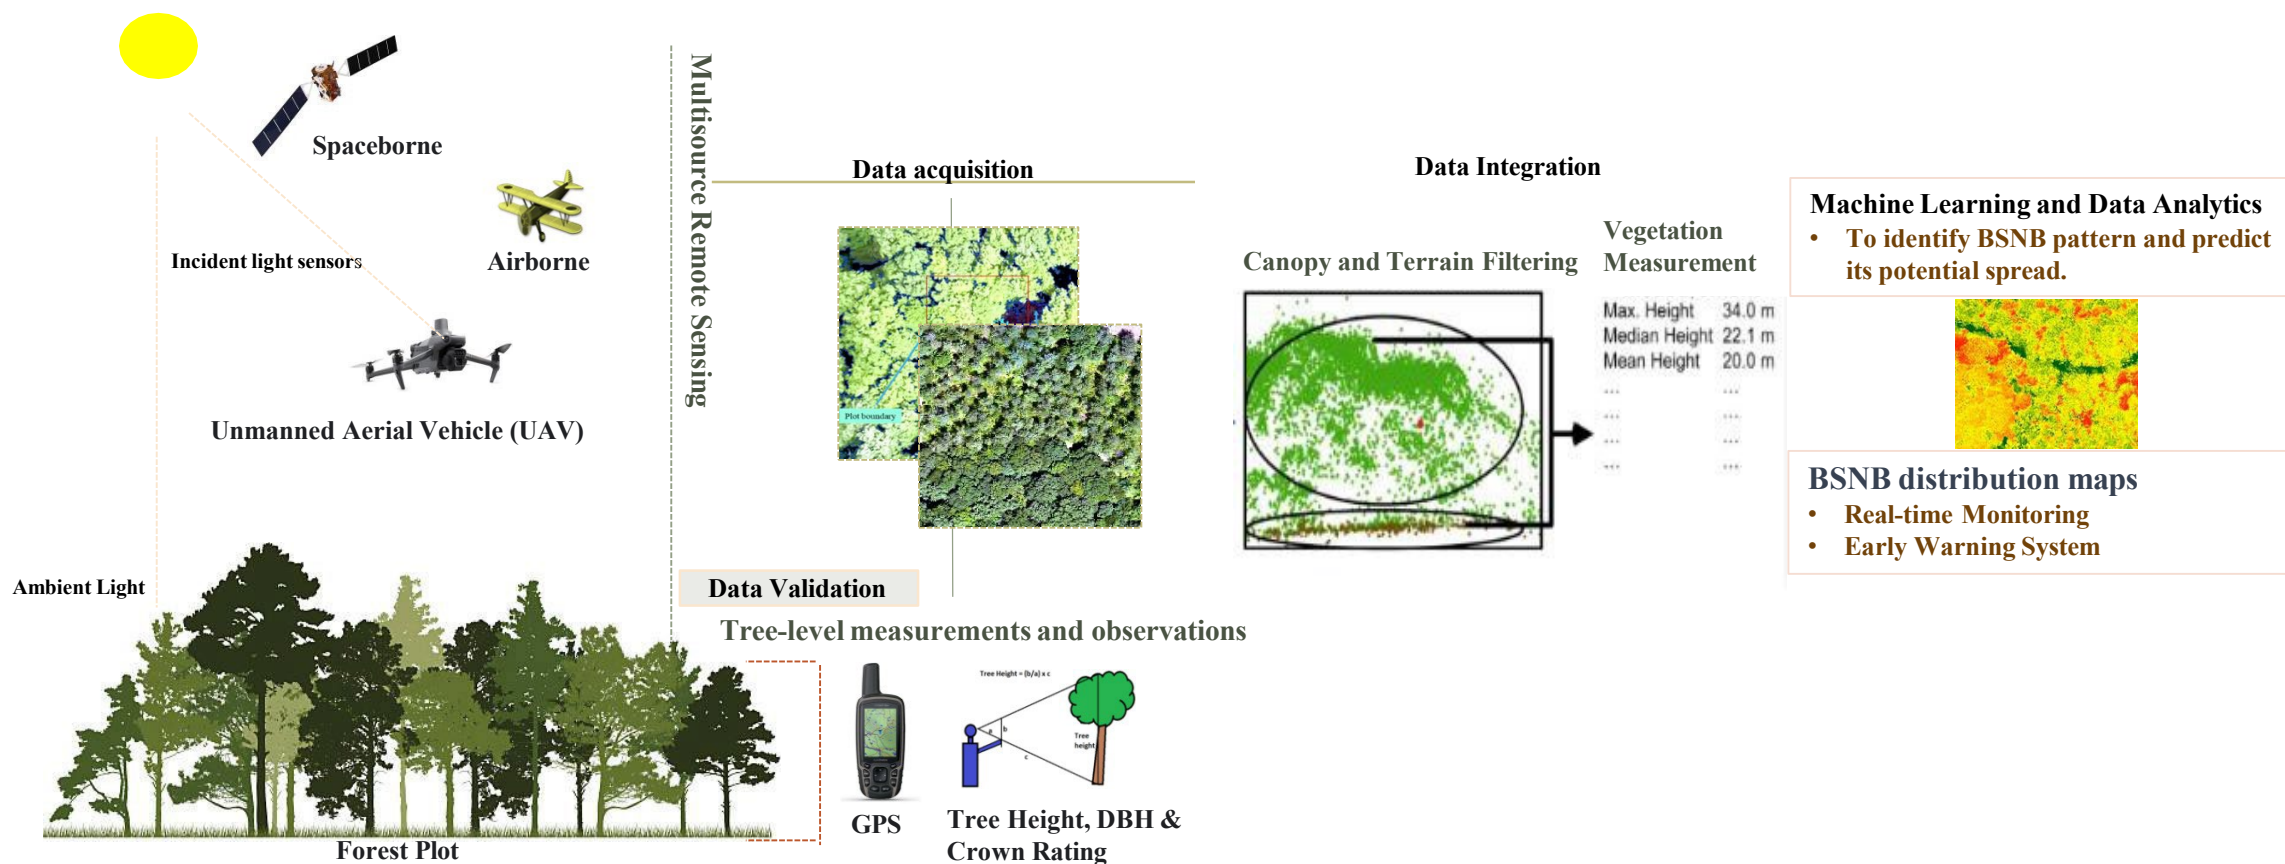 Spaceborne
Airborne
Incident light sensors
Unmanned Aerial Vehicle (UAV)
Ambient Light
Forest Plot
Multisource Remote Sensing
Data acquisition
Plot boundary
Data Validation
Tree-level measurements and observations
GPS
Tree Height = (b/a) x c
a
b
c
Tree
height
Tree Height, DBH &
Crown Rating
Data Integration
Canopy and Terrain Filtering
Vegetation
Measurement
Max. Height 34.0 m
Median Height 22.1 m
Mean Height 20.0 m
... ...
... ...
... ...
... ...
Machine Learning and Data Analytics
• To identify BSNB pattern and predict
its potential spread.
BSNB distribution maps
• Real-time Monitoring
• Early Warning System